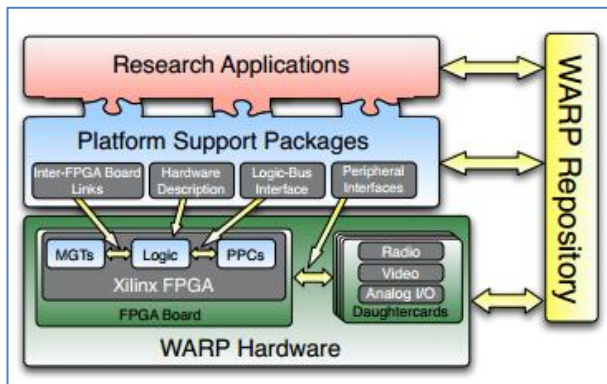 Research Applications
WARP Repository
Platform Support Packages
Inter-FPGA Board
Links
Hardware
Description
Logic-Bus
Interface
Peripheral
Interfaces
MGTs
Logic
PPCs
Xilinx FPGA
FPGA Board
Radio
Video
Analog I/O
Daughtercards
WARP Hardware